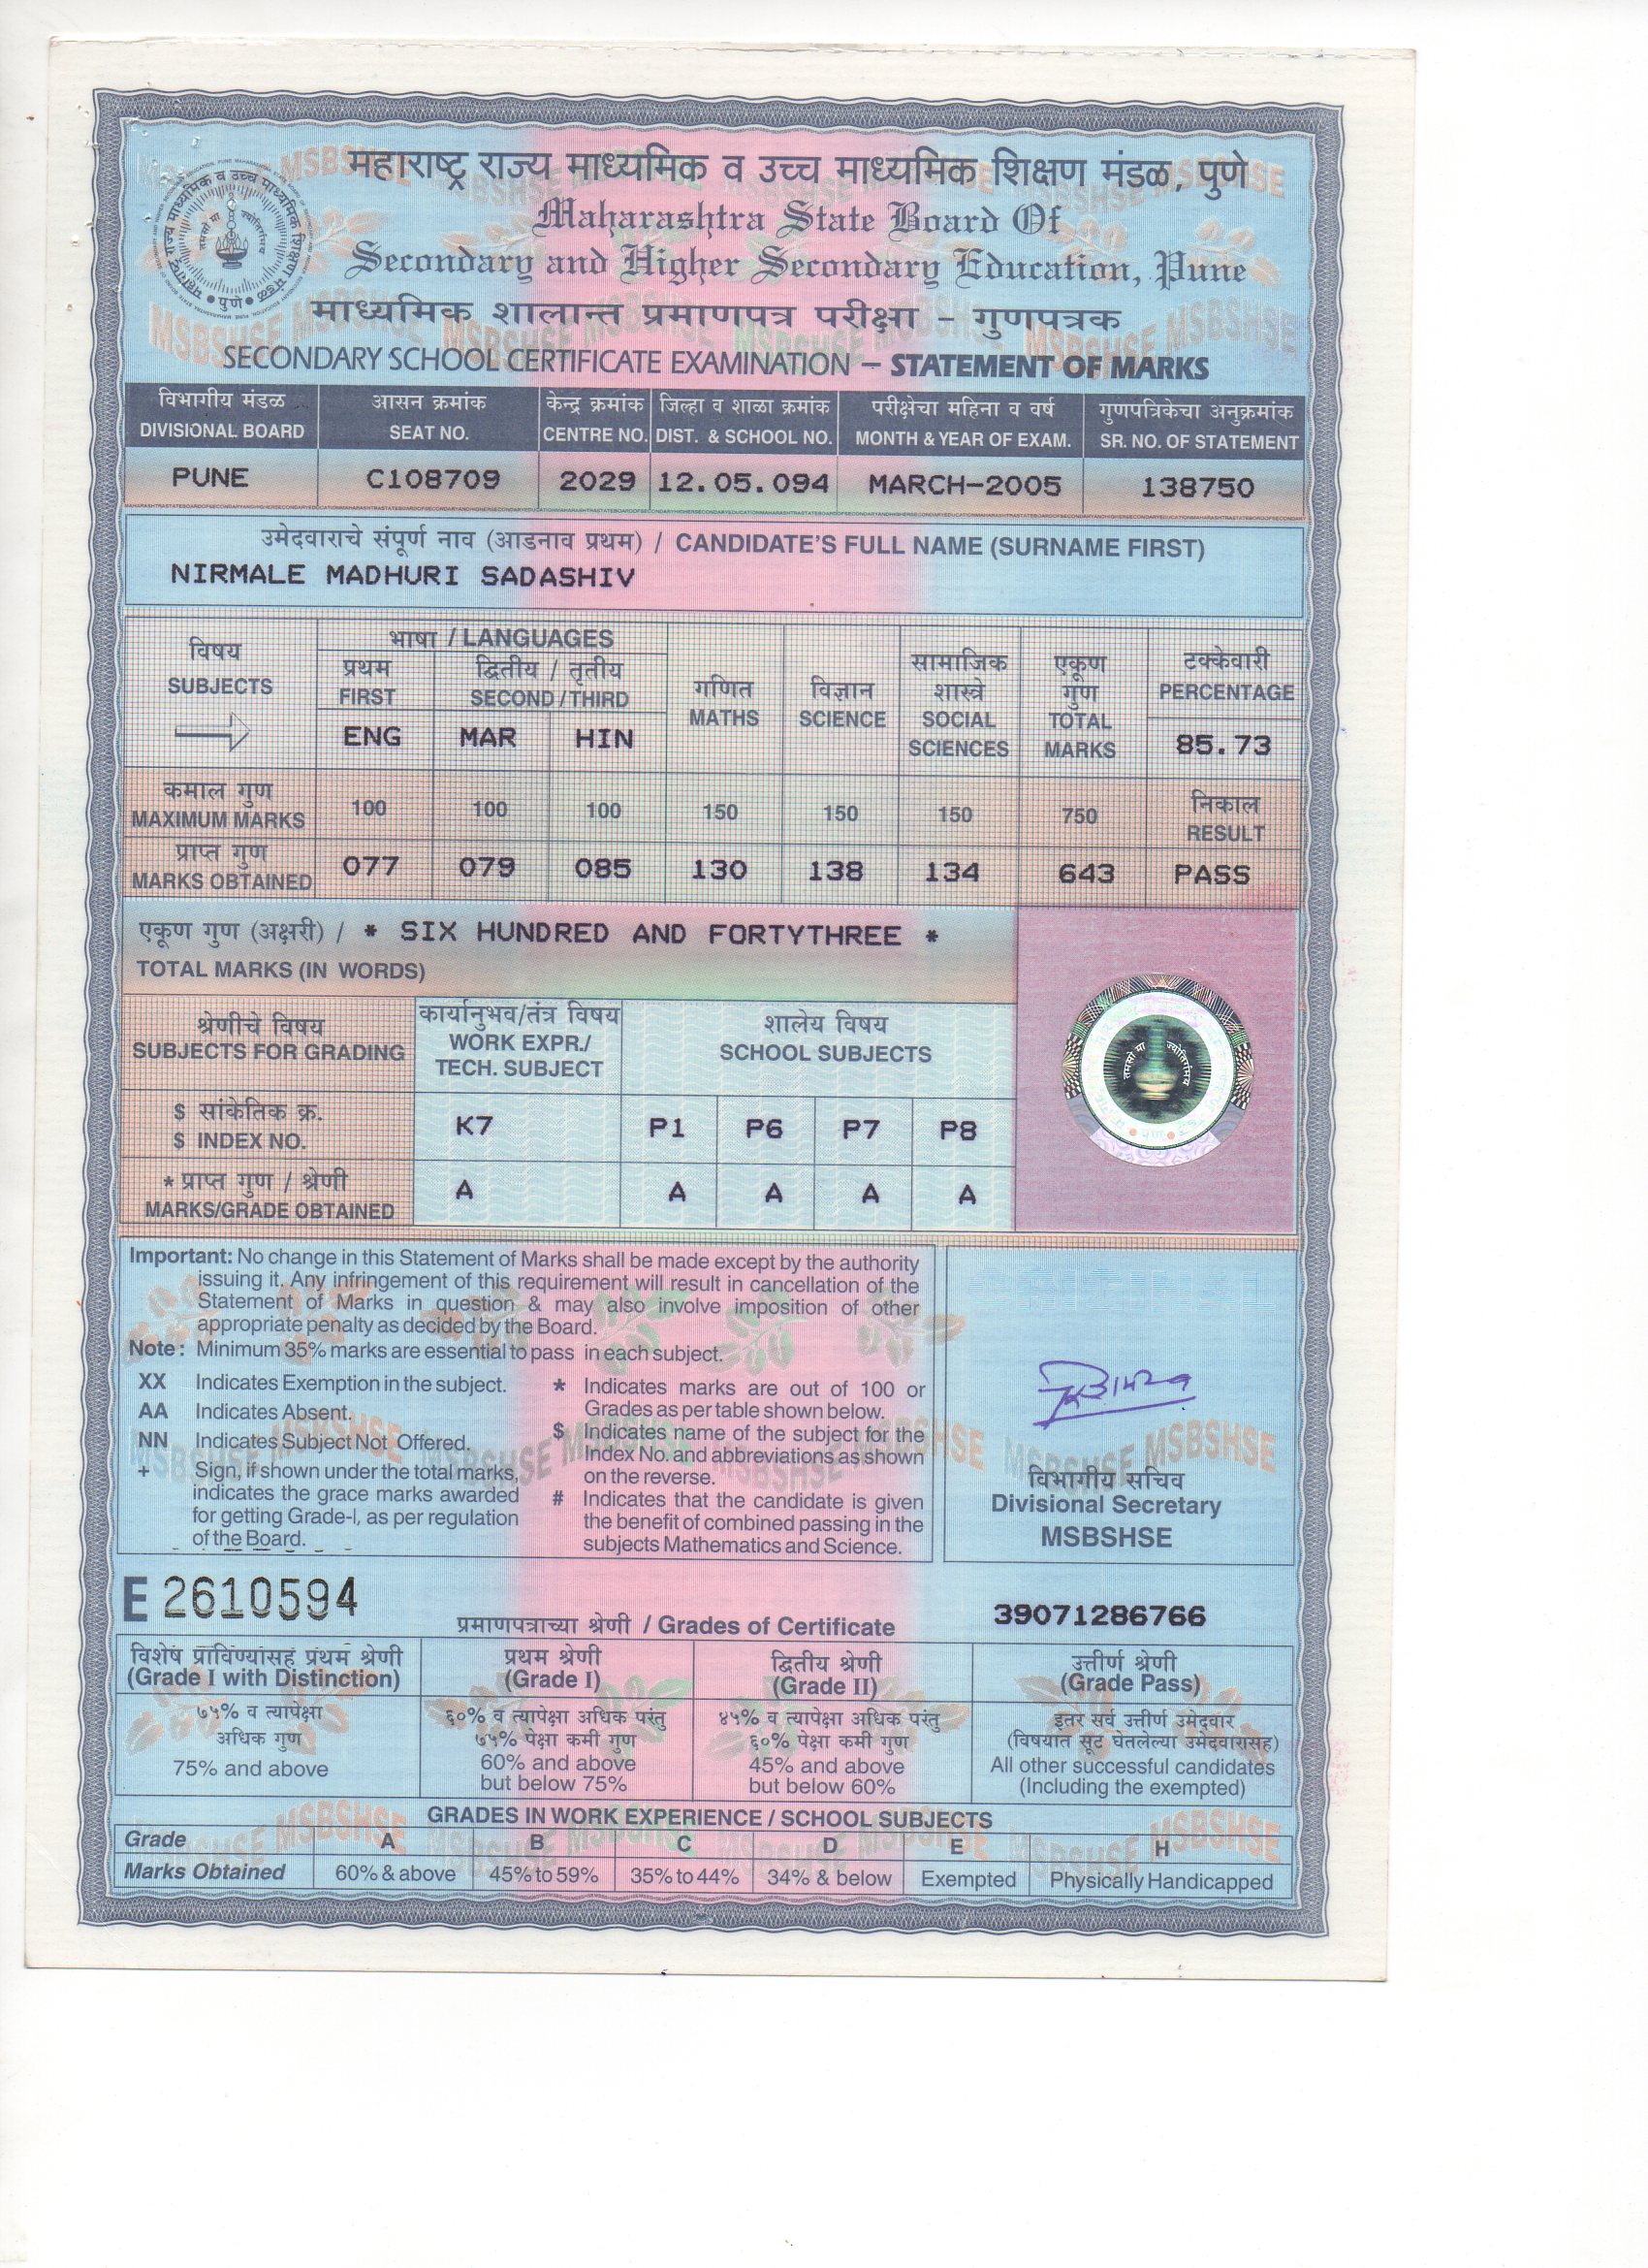 महाराष्ट्र राज्य माध्यमिक व उच्च माध्यमिक शिक्षण मंडळ, पुणे
Maharashtra State Board Of
Secondary and Higher Secondary Education, Pune
माध्यमिक शालान्त प्रमाणपत्र परीक्षा - गुणपत्रक
SECONDARY SCHOOL CERTIFICATE EXAMINATION – STATEMENT OF MARKS
विभागीय मंडळ आसन क्रमांक केन्द्र क्रमांक जिल्हा व शाळा क्रमांक परीक्षेचा महिना व वर्ष गुणपत्रिकेचा अनुक्रमांक
DIVISIONAL BOARD SEAT NO. CENTRE NO. DIST. & SCHOOL NO. MONTH & YEAR OF EXAM. SR. NO. OF STATEMENT
PUNE C108709 2029 12.05.094 MARCH-2005 138750
उमेदवाराचे संपूर्ण नाव (आडनाव प्रथम) / CANDIDATE'S FULL NAME (SURNAME FIRST)
NIRMALE MADHURI SADASHIV
विषय
SUBJECTS
भाषा / LANGUAGES
प्रथम
FIRST
द्वितीय / तृतीय
SECOND / THIRD
ENG MAR HIN
गणित
MATHS
विज्ञान
SCIENCE
सामाजिक
शास्त्रे
SOCIAL
SCIENCES
एकूण
गुण
TOTAL
MARKS
टक्केवारी
PERCENTAGE
85.73
कमाल गुण
MAXIMUM MARKS
100 100 100 150 150 150 750
निकाल
RESULT
प्राप्त गुण
MARKS OBTAINED
077 079 085 130 138 134 643 PASS
एकूण गुण (अक्षरी) / * SIX HUNDRED AND FORTYTHREE *
TOTAL MARKS (IN WORDS)
श्रेणीचे विषय
SUBJECTS FOR GRADING
कार्यानुभव/तंत्र विषय
WORK EXPR./
TECH. SUBJECT
शालेय विषय
SCHOOL SUBJECTS
$ सांकेतिक क्र.
$ INDEX NO.
K7 P1 P6 P7 P8
* प्राप्त गुण / श्रेणी
MARKS/GRADE OBTAINED
A A A A A
Important: No change in this Statement of Marks shall be made except by the authority
issuing it. Any infringement of this requirement will result in cancellation of the
Statement of Marks in question & may also involve imposition of other
appropriate penalty as decided by the Board.
Note : Minimum 35% marks are essential to pass in each subject.
XX Indicates Exemption in the subject.
AA Indicates Absent.
NN Indicates Subject Not Offered.
+ Sign, if shown under the total marks,
indicates the grace marks awarded
for getting Grade-I, as per regulation
of the Board.
* Indicates marks are out of 100 or
Grades as per table shown below.
$ Indicates name of the subject for the
Index No. and abbreviations as shown
on the reverse.
# Indicates that the candidate is given
the benefit of combined passing in the
subjects Mathematics and Science.
विभागीय सचिव
Divisional Secretary
MSBSHSE
E 2610594
39071286766
प्रमाणपत्राच्या श्रेणी / Grades of Certificate
विशेष प्राविण्यासह प्रथम श्रेणी
(Grade I with Distinction)
७५% व त्यापेक्षा
अधिक गुण
75% and above
प्रथम श्रेणी
(Grade I)
६०% व त्यापेक्षा अधिक परंतु
७५% पेक्षा कमी गुण
60% and above
but below 75%
द्वितीय श्रेणी
(Grade II)
४५% व त्यापेक्षा अधिक परंतु
६०% पेक्षा कमी गुण
45% and above
but below 60%
उत्तीर्ण श्रेणी
(Grade Pass)
इतर सर्व उत्तीर्ण उमेदवार
(विषयात सूट घेतलेल्या उमेदवारासह)
All other successful candidates
(Including the exempted)
GRADES IN WORK EXPERIENCE / SCHOOL SUBJECTS
Grade A B C D E H
Marks Obtained 60% & above 45% to 59% 35% to 44% 34% & below Exempted Physically Handicapped